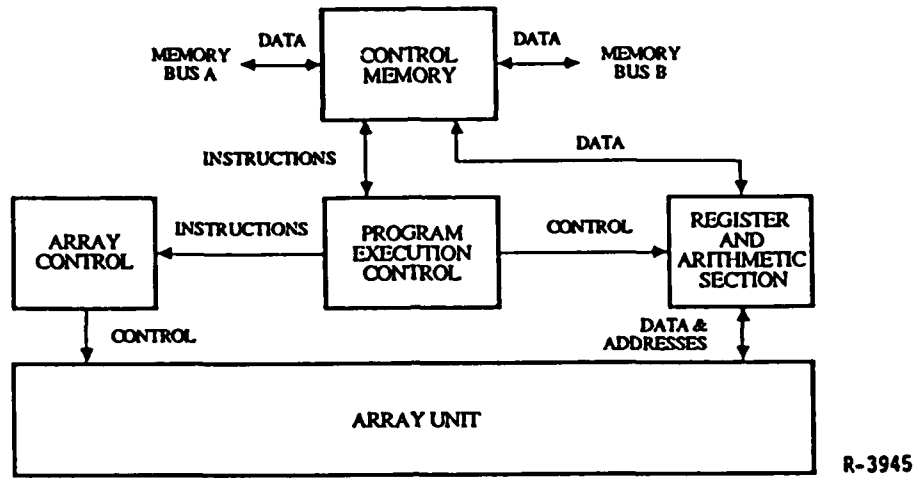 DATA
DATA
MEMORY
BUS A
CONTROL
MEMORY
MEMORY
BUS B
INSTRUCTIONS
DATA
ARRAY
CONTROL
INSTRUCTIONS
PROGRAM
EXECUTION
CONTROL
CONTROL
REGISTER
AND
ARITHMETIC
SECTION
CONTROL
DATA &
ADDRESSES
ARRAY UNIT
R-3945